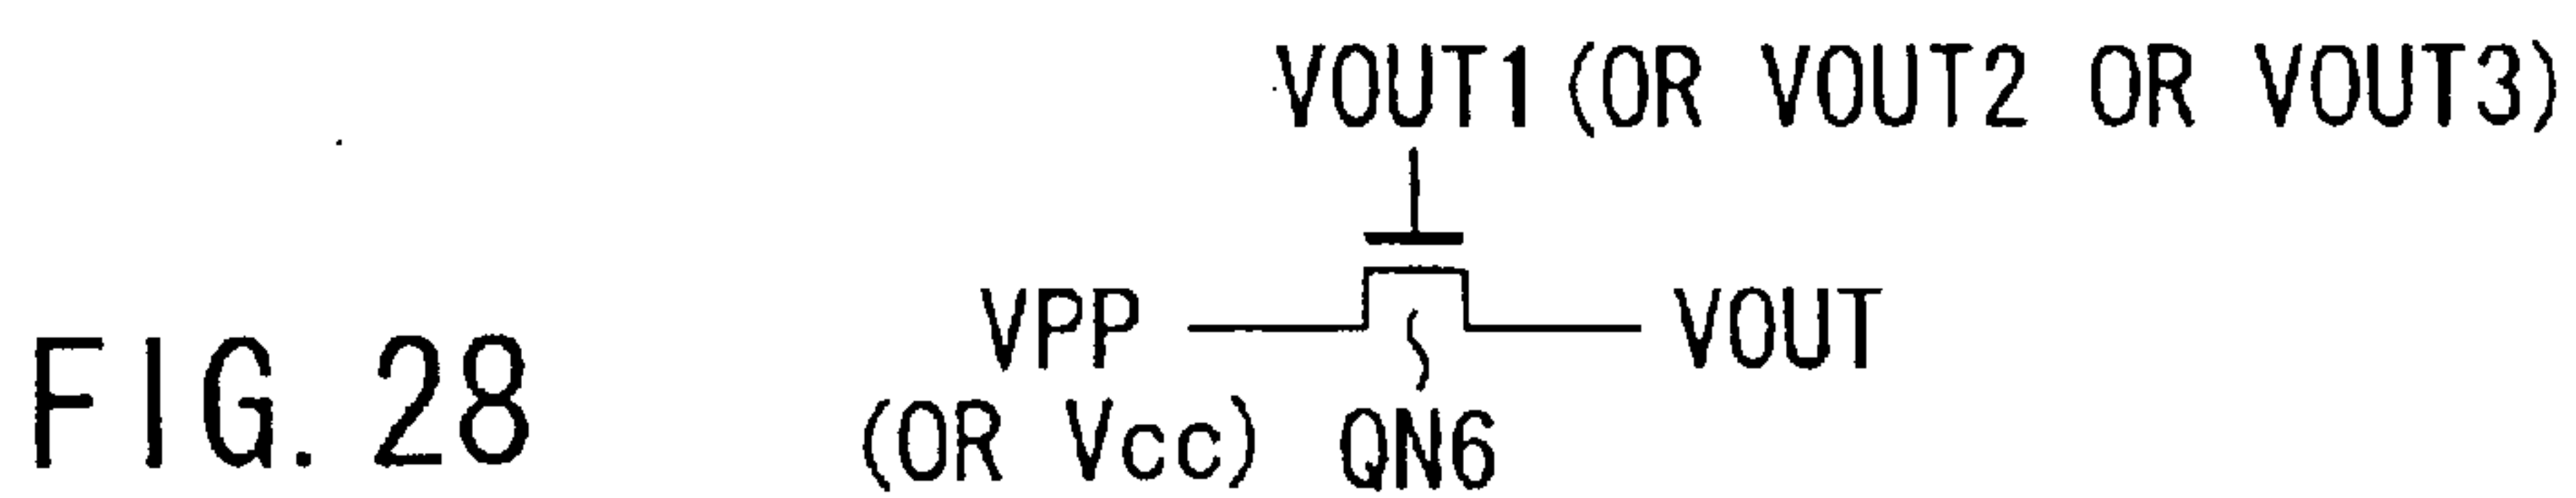 VOUT1 (OR VOUT2 OR VOUT3)
VPP
VOUT
(OR Vcc)
QN6
FIG. 28